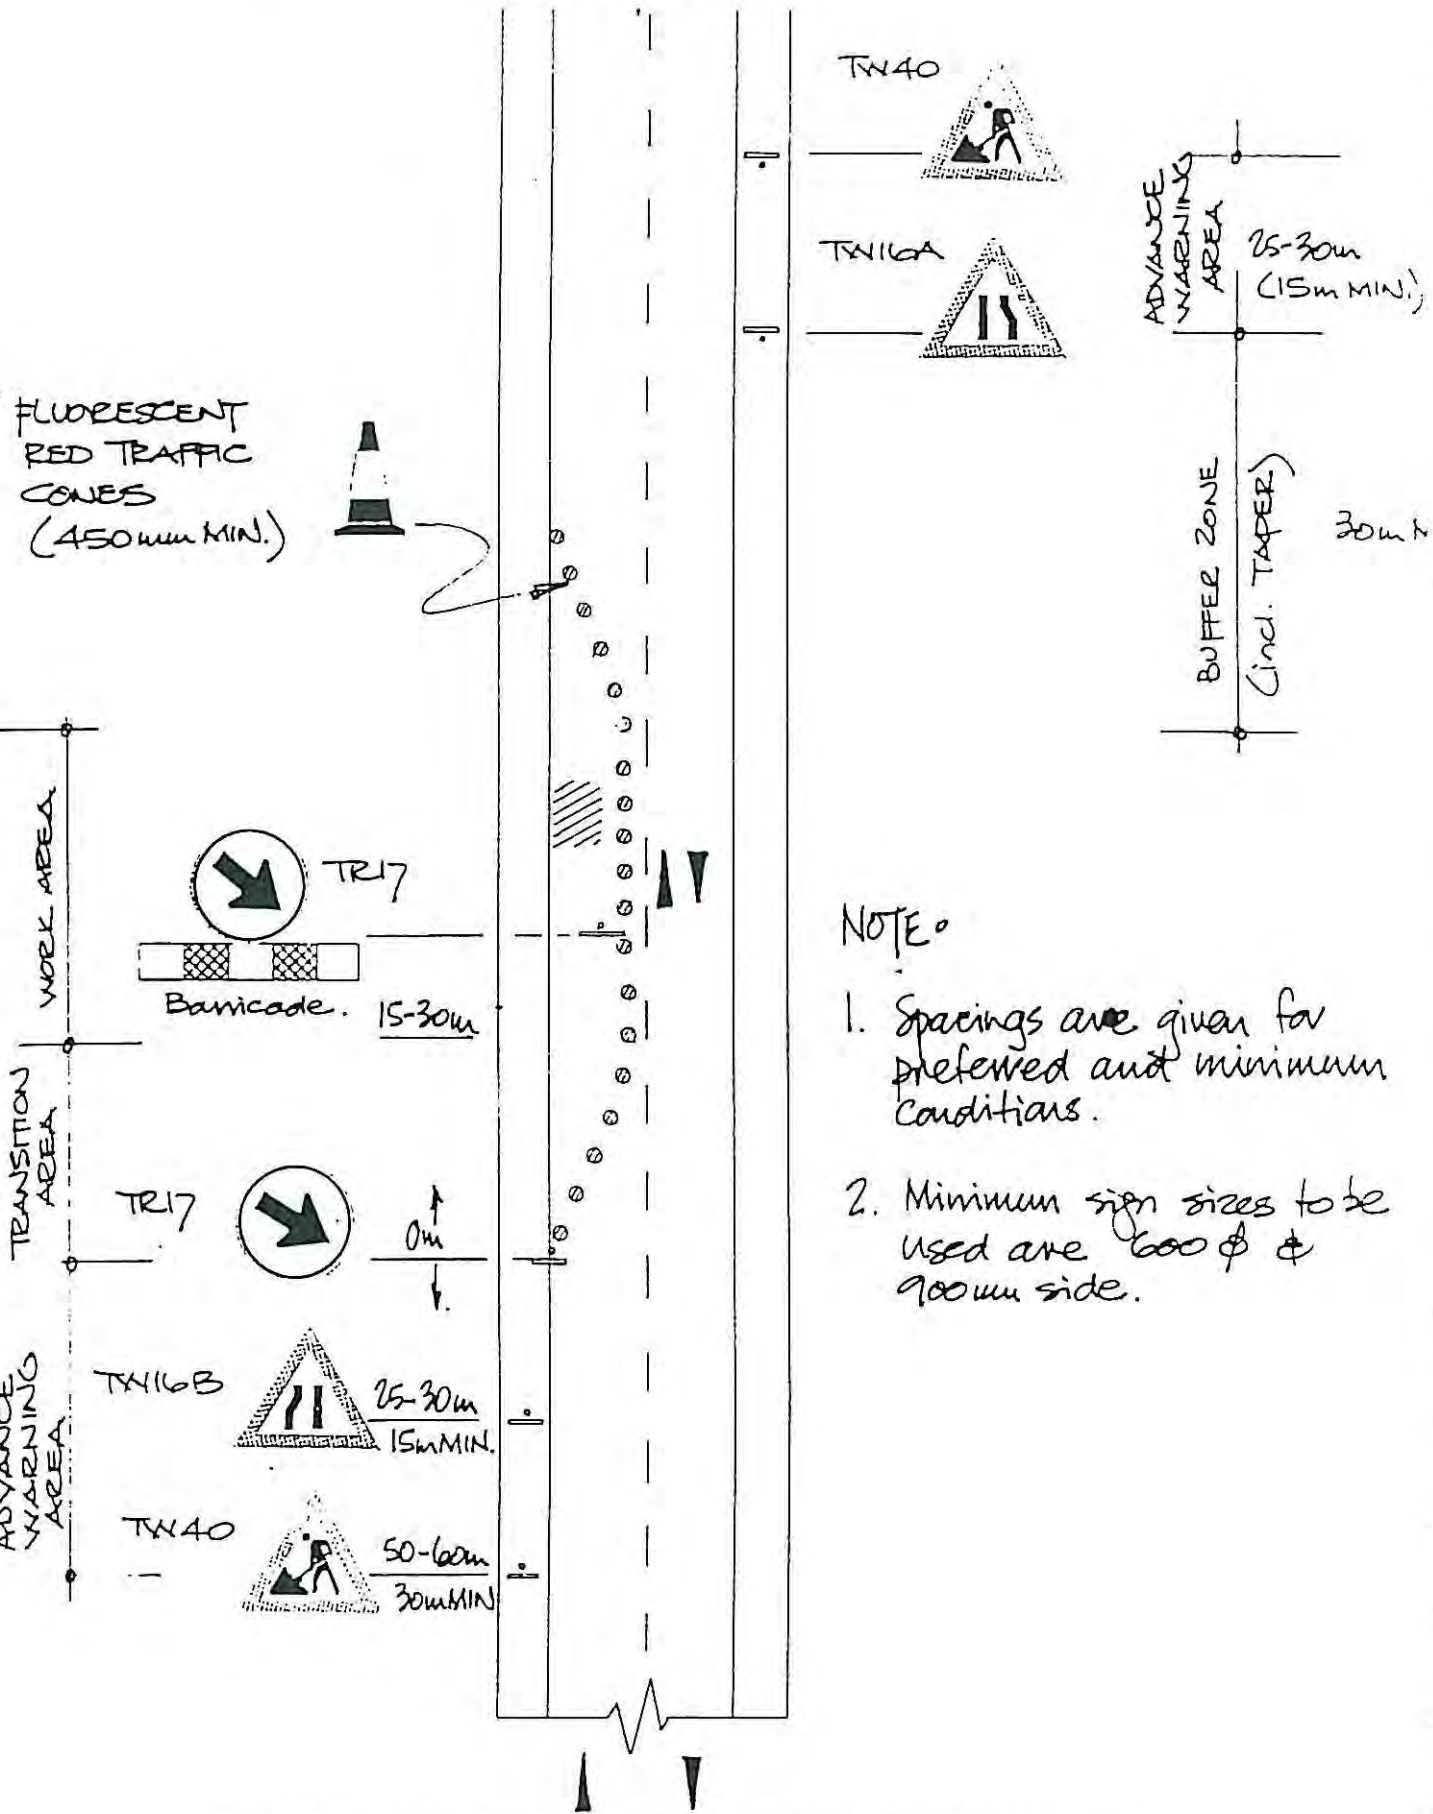 TW40
TW16A
ADVANCE
WARNING
AREA
25-30m
(15m MIN.)
FLUORESCENT
RED TRAFFIC
CONES
(450mm MIN.)
BUFFER ZONE
(incl. TAPER)
30m
WORK AREA
TR17
Barricade.
15-30m
NOTE.
1. Spacings are given for
preferred and minimum
conditions.
2. Minimum sign sizes to be
used are 600 φ &
900mm side.
TRANSITION
AREA
TR17
0m
ADVANCE
WARNING
AREA
TW16B
25-30m
15m MIN.
TW40
50-60m
30m MIN